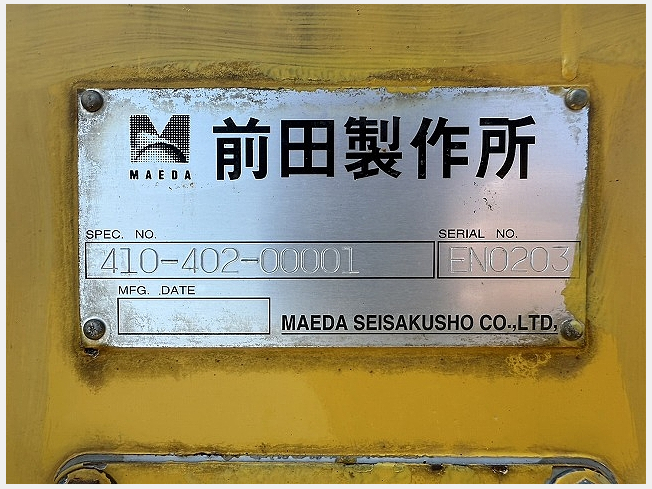 前田製作所
MAEDA
SPEC. NO.
SERIAL NO.
410-402-00001
EN0203
MFG. DATE
MAEDA SEISAKUSHO CO.,LTD.